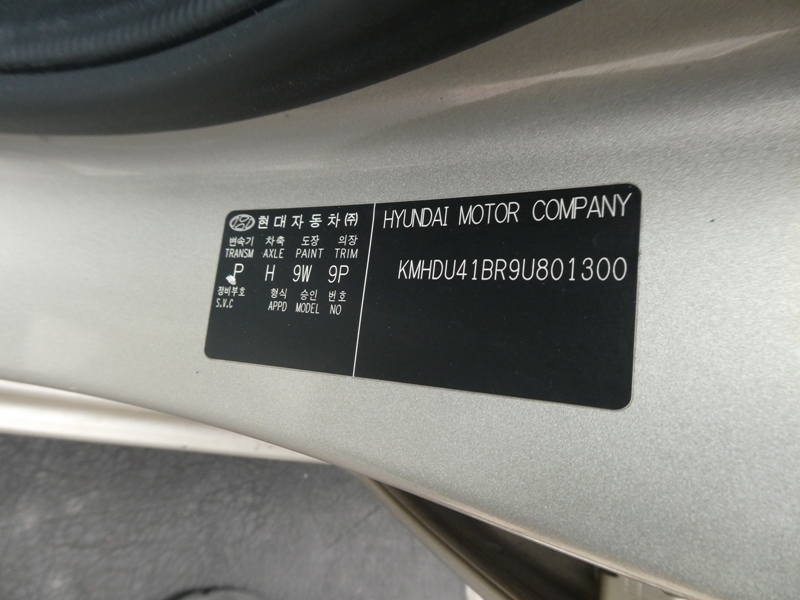 현대자동차㈜
변속기 차축 도장 의장
TRANSM AXLE PAINT TRIM
P H 9W 9P
정비부호 형식 승인 번호
S.V.C APPD MODEL NO
HYUNDAI MOTOR COMPANY
KMHDU41BR9U801300